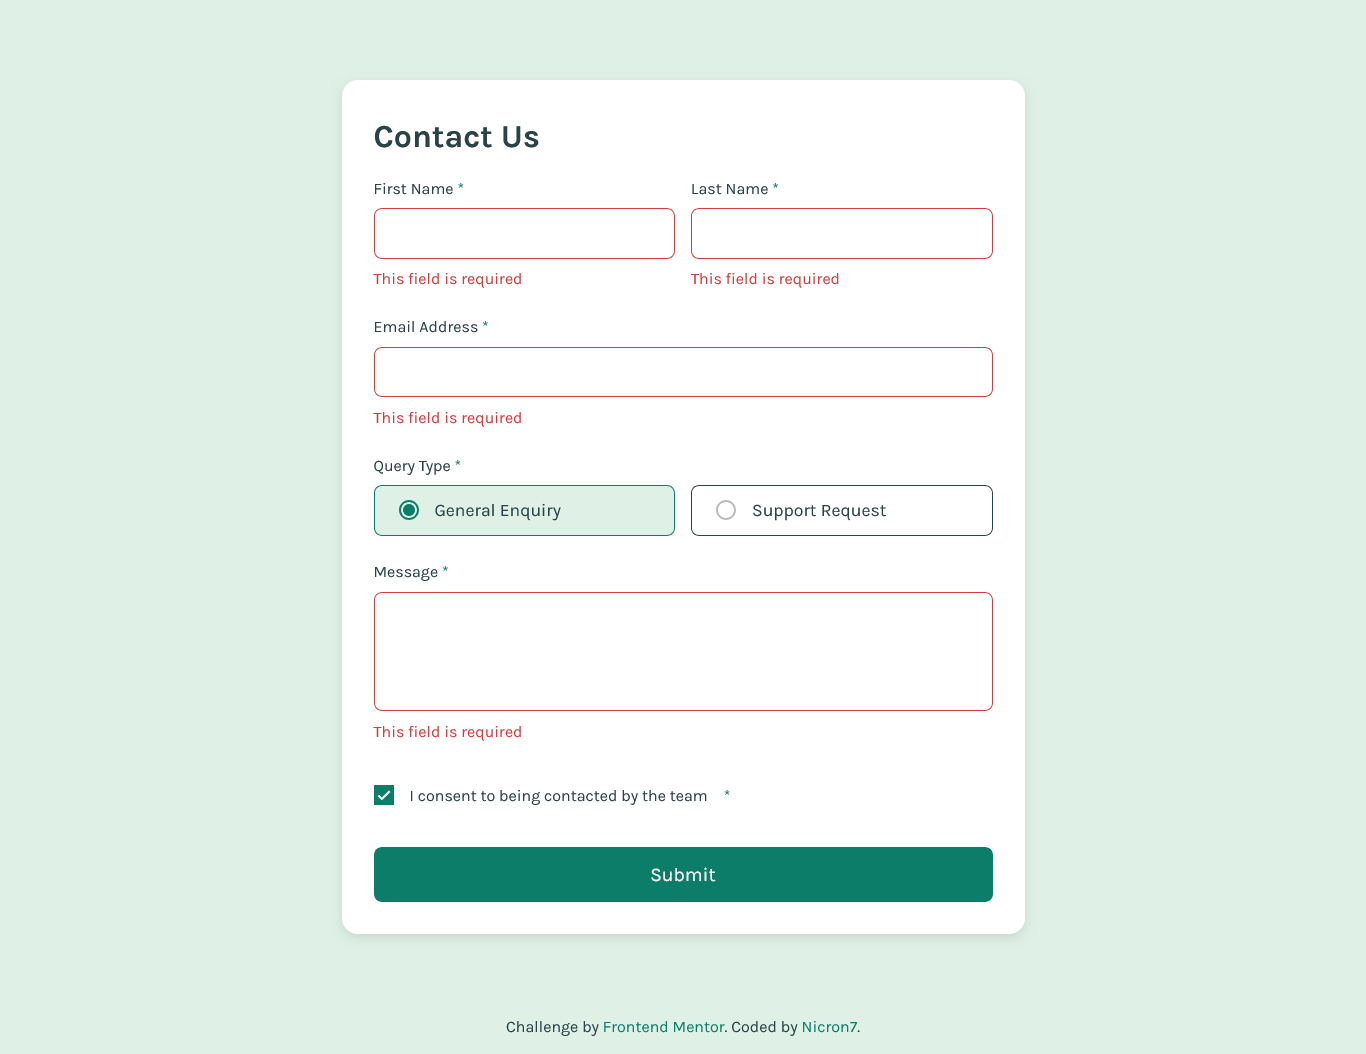 Contact Us
First Name *
Last Name *
This field is required
This field is required
Email Address *
This field is required
Query Type *
General Enquiry
Support Request
Message *
This field is required
I consent to being contacted by the team *
Submit
Challenge by Frontend Mentor. Coded by Nicron7.